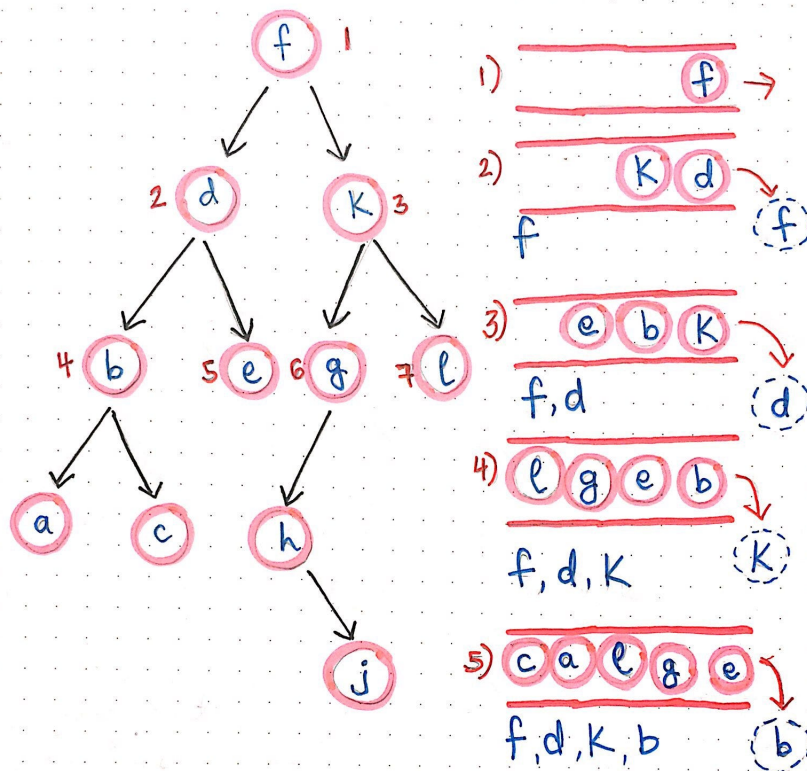 f 1
2 d K 3
4 b 5 e 6 g 7 l
a c h
j
1) f
2) K d
f f
3) e b K
f, d d
4) l g e b
f, d, K K
5) c a l g e
f, d, K, b b